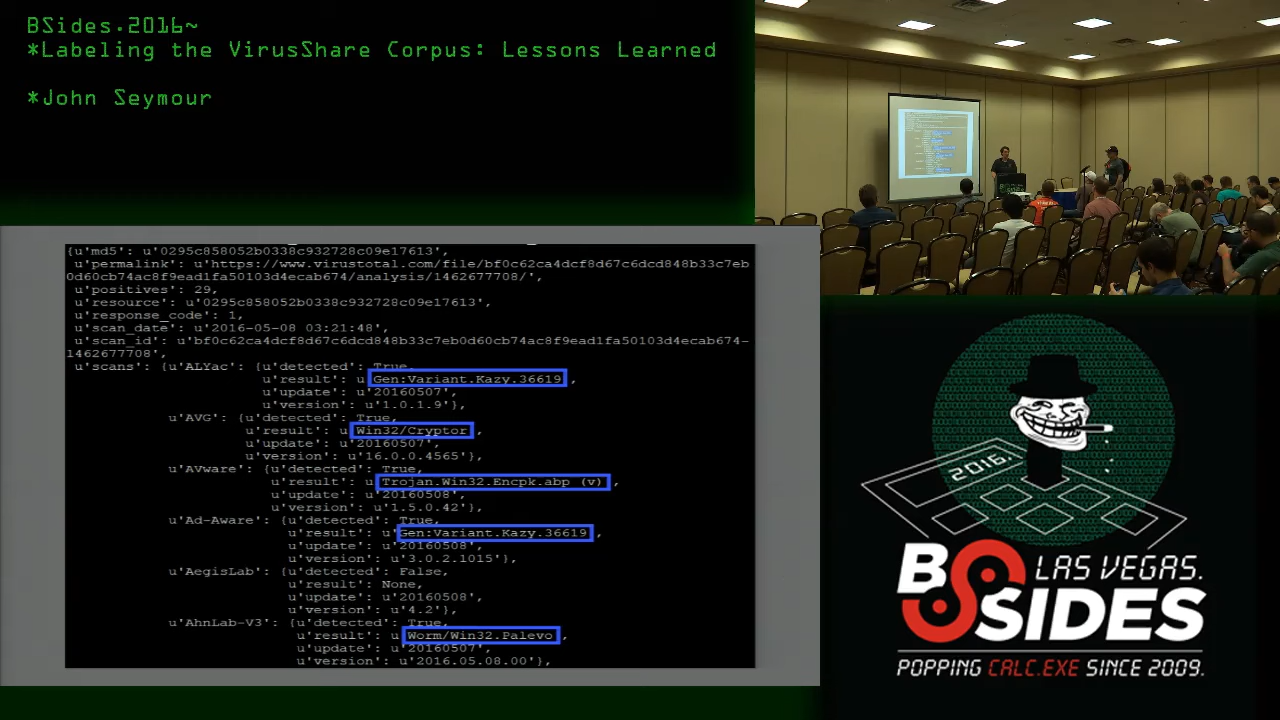 BSides.2016~
*Labeling the VirusShare Corpus: Lessons Learned
*John Seymour
{u'md5': u'0295c858052b0338c932728c09e17613',
u'permalink': u'https://www.virustotal.com/file/bf0c62ca4dcf8d67c6dcd848b33c7eb
0d60cb74ac8f9ead1fa50103d4ecab674/analysis/1462677708/',
u'positives': 29,
u'resource': u'0295c858052b0338c932728c09e17613',
u'response_code': 1,
u'scan_date': u'2016-05-08 03:21:48',
u'scan_id': u'bf0c62ca4dcf8d67c6dcd848b33c7eb0d60cb74ac8f9ead1fa50103d4ecab674-
1462677708',
u'scans': {u'ALYac': {u'detected': True,
u'result': u'Gen:Variant.Kazy.36619',
u'update': u'20160507',
u'version': u'1.0.1.9'},
u'AVG': {u'detected': True,
u'result': u'Win32/Cryptor',
u'update': u'20160507',
u'version': u'16.0.0.4565'},
u'AVware': {u'detected': True,
u'result': u'Trojan.Win32.Encpk.abp (v)',
u'update': u'20160508',
u'version': u'1.5.0.42'},
u'Ad-Aware': {u'detected': True,
u'result': u'Gen:Variant.Kazy.36619',
u'update': u'20160508',
u'version': u'3.0.2.1015'},
u'AegisLab': {u'detected': False,
u'result': None,
u'update': u'20160508',
u'version': u'4.2'},
u'AhnLab-V3': {u'detected': True,
u'result': u'Worm/Win32.Palevo',
u'update': u'20160507',
u'version': u'2016.05.08.00'},
2016.
BSIDES
LAS VEGAS.
POPPING CALC.EXE SINCE 2009.